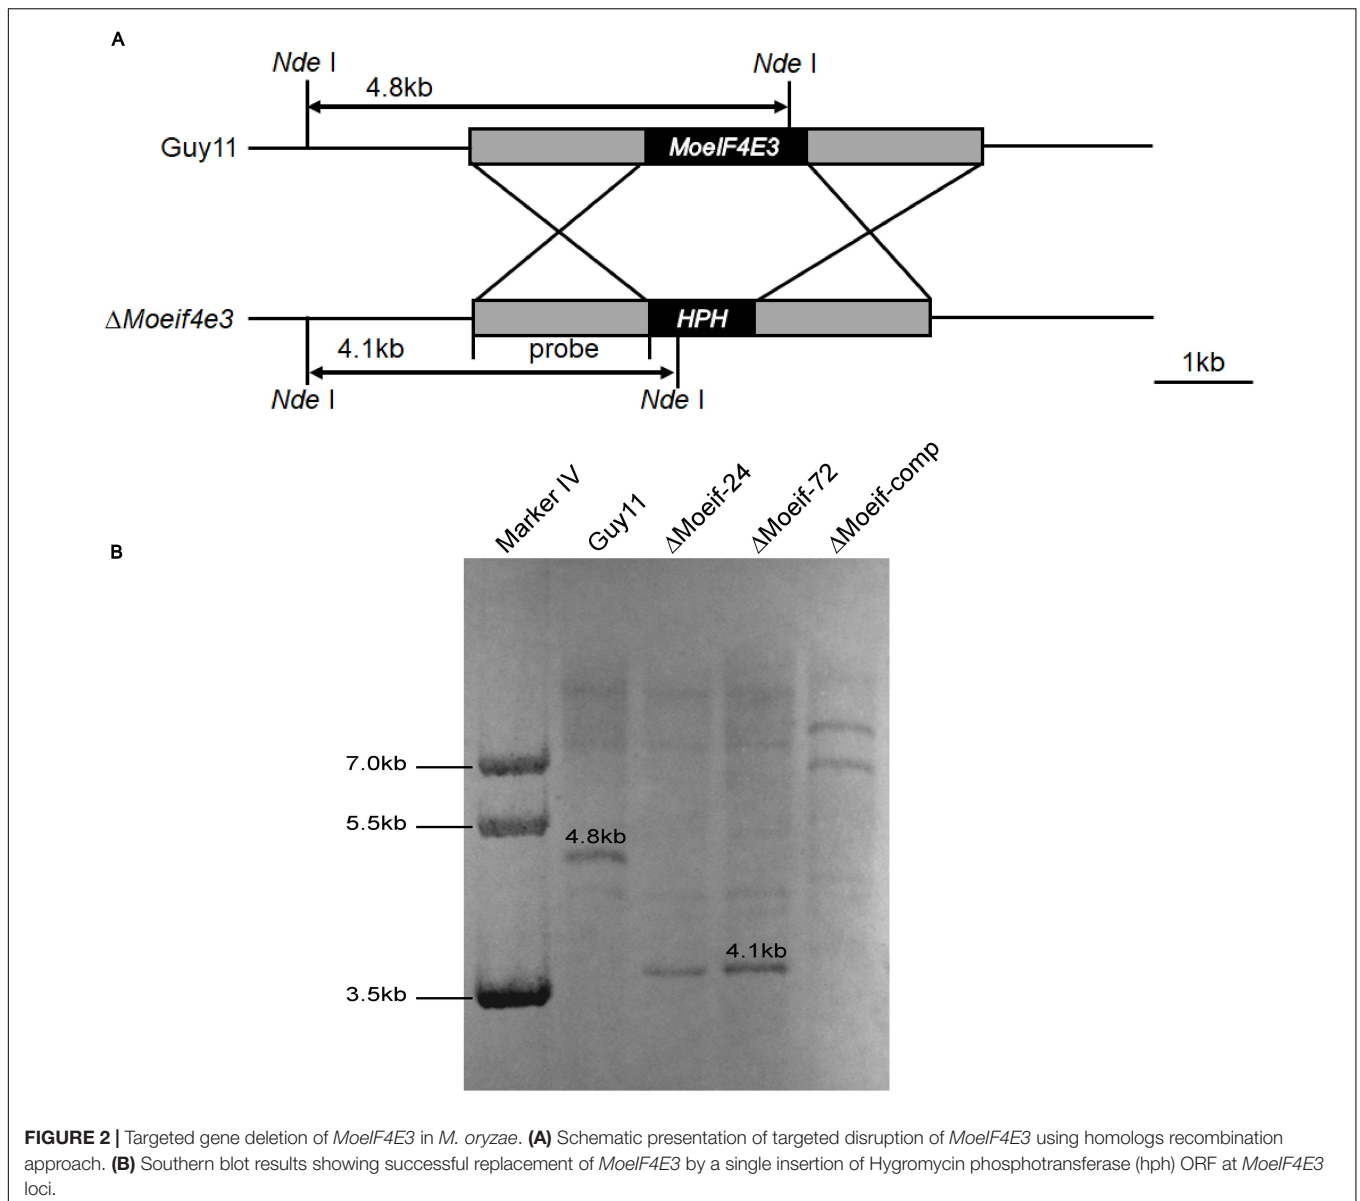 A
Nde I
Nde I
4.8kb
Guy11
MoeIF4E3
ΔMoeif4e3
HPH
4.1kb
probe
1kb
Nde I
Nde I
B
Marker IV
Guy11
ΔMoeif-24
ΔMoeif-72
ΔMoeif-comp
7.0kb
5.5kb
4.8kb
4.1kb
3.5kb
FIGURE 2 | Targeted gene deletion of MoeIF4E3 in M. oryzae. (A) Schematic presentation of targeted disruption of MoeIF4E3 using homologs recombination
approach. (B) Southern blot results showing successful replacement of MoeIF4E3 by a single insertion of Hygromycin phosphotransferase (hph) ORF at MoeIF4E3
loci.